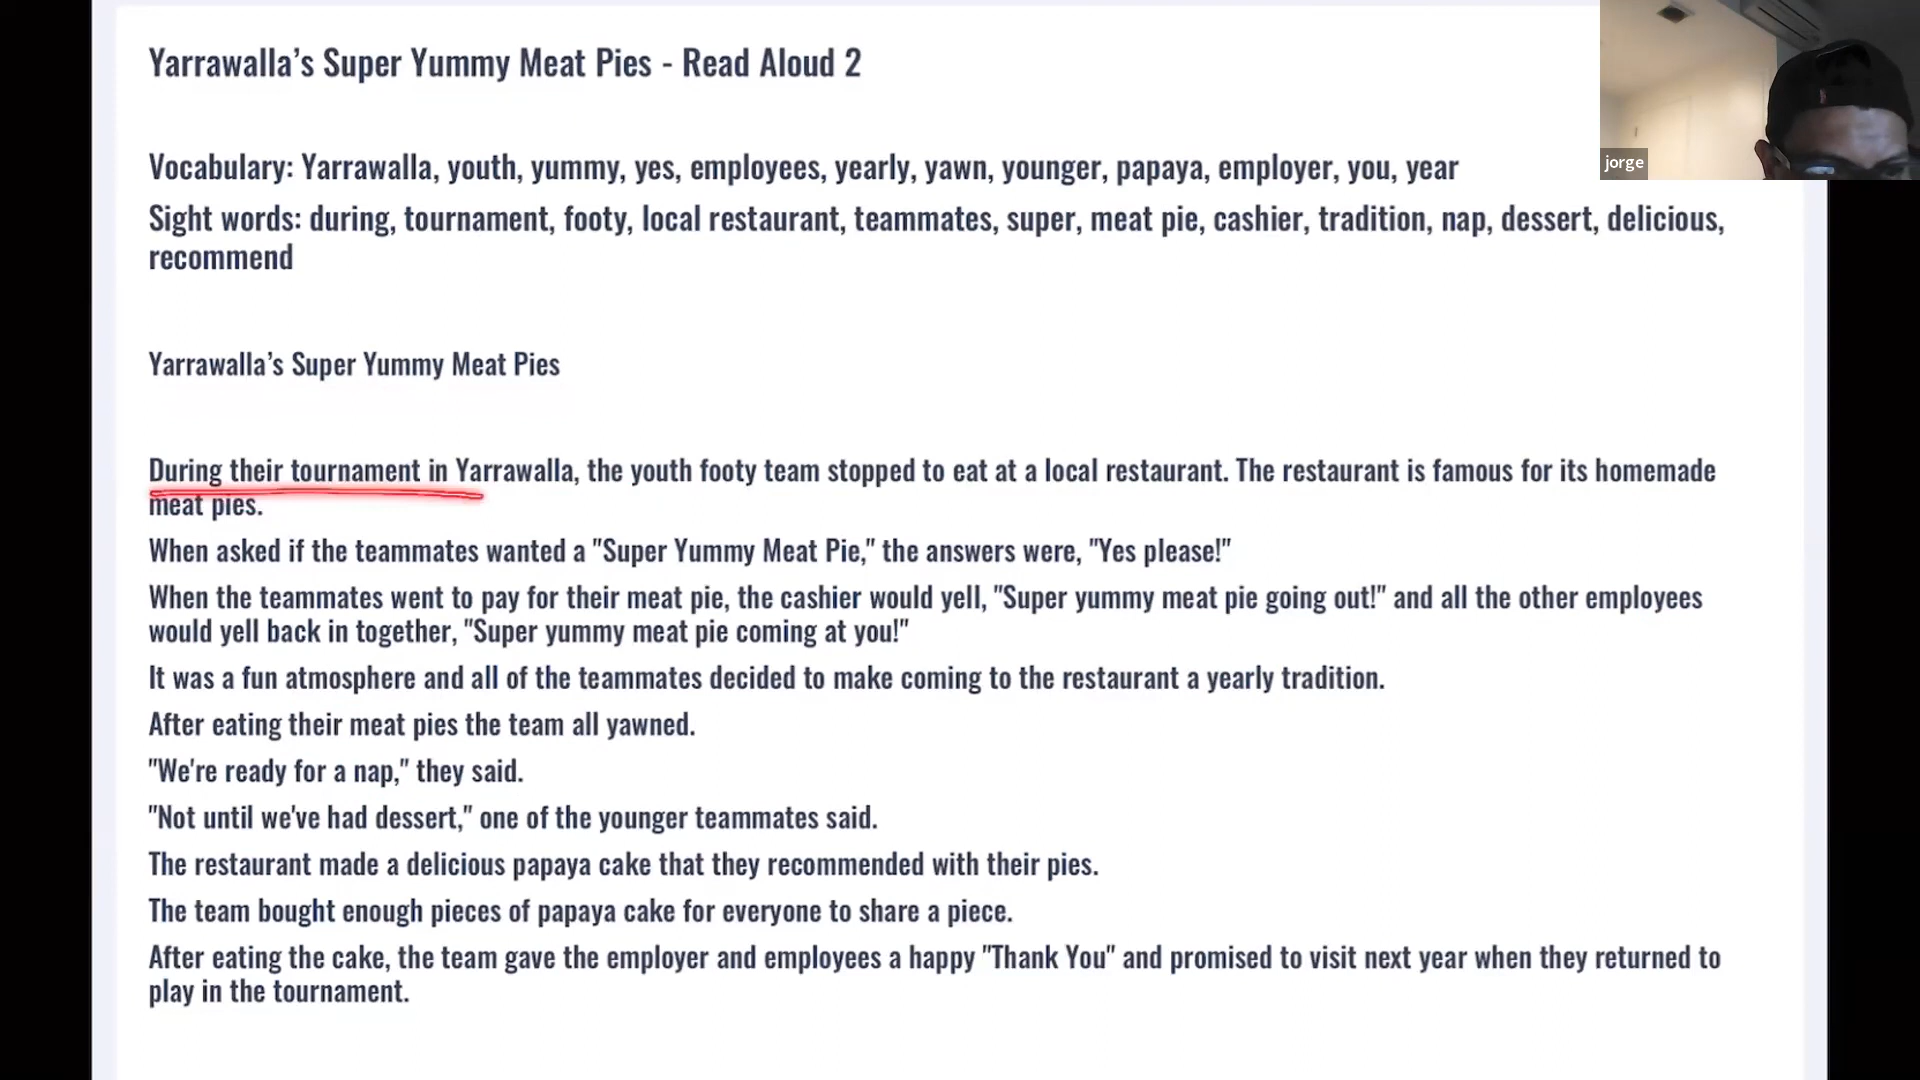 Yarrawalla’s Super Yummy Meat Pies - Read Aloud 2
jorge
Vocabulary: Yarrawalla, youth, yummy, yes, employees, yearly, yawn, younger, papaya, employer, you, year
Sight words: during, tournament, footy, local restaurant, teammates, super, meat pie, cashier, tradition, nap, dessert, delicious,
recommend
Yarrawalla’s Super Yummy Meat Pies
During their tournament in Yarrawalla, the youth footy team stopped to eat at a local restaurant. The restaurant is famous for its homemade
meat pies.
When asked if the teammates wanted a "Super Yummy Meat Pie," the answers were, "Yes please!"
When the teammates went to pay for their meat pie, the cashier would yell, "Super yummy meat pie going out!" and all the other employees
would yell back in together, "Super yummy meat pie coming at you!"
It was a fun atmosphere and all of the teammates decided to make coming to the restaurant a yearly tradition.
After eating their meat pies the team all yawned.
"We're ready for a nap," they said.
"Not until we've had dessert," one of the younger teammates said.
The restaurant made a delicious papaya cake that they recommended with their pies.
The team bought enough pieces of papaya cake for everyone to share a piece.
After eating the cake, the team gave the employer and employees a happy "Thank You" and promised to visit next year when they returned to
play in the tournament.